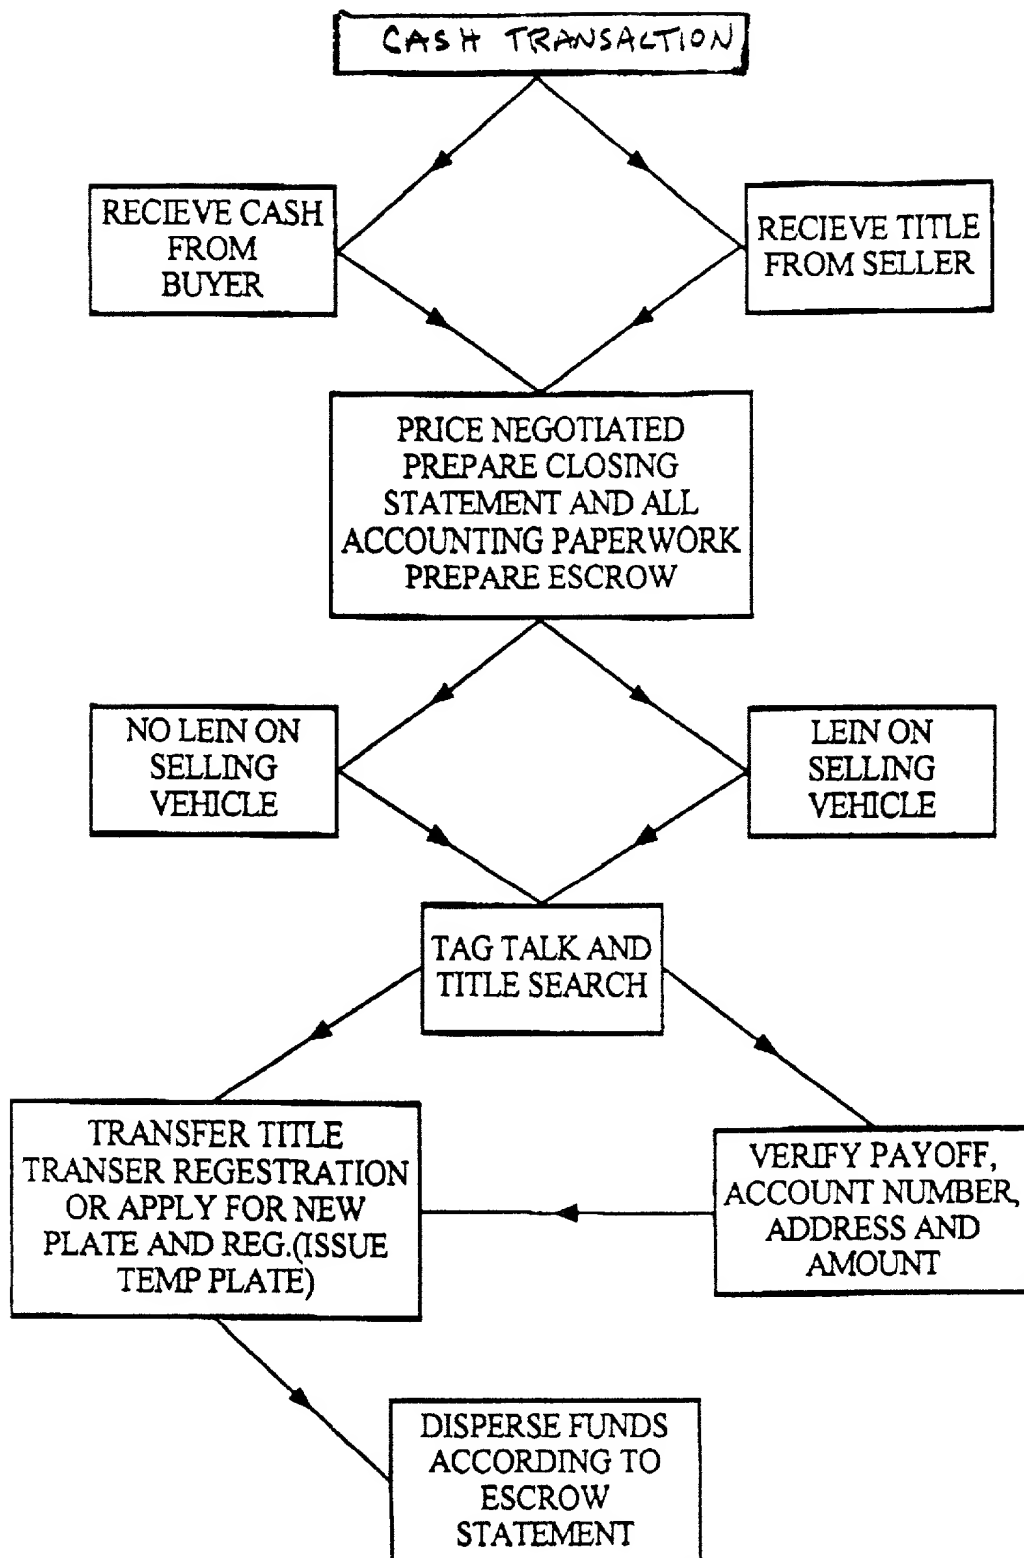 CASH TRANSACTION
RECIEVE CASH
FROM
BUYER
RECIEVE TITLE
FROM SELLER
PRICE NEGOTIATED
PREPARE CLOSING
STATEMENT AND ALL
ACCOUNTING PAPERWORK
PREPARE ESCROW
NO LEIN ON
SELLING
VEHICLE
LEIN ON
SELLING
VEHICLE
TAG TALK AND
TITLE SEARCH
TRANSFER TITLE
TRANSER REGESTRATION
OR APPLY FOR NEW
PLATE AND REG.(ISSUE
TEMP PLATE)
VERIFY PAYOFF,
ACCOUNT NUMBER,
ADDRESS AND
AMOUNT
DISPERSE FUNDS
ACCORDING TO
ESCROW
STATEMENT